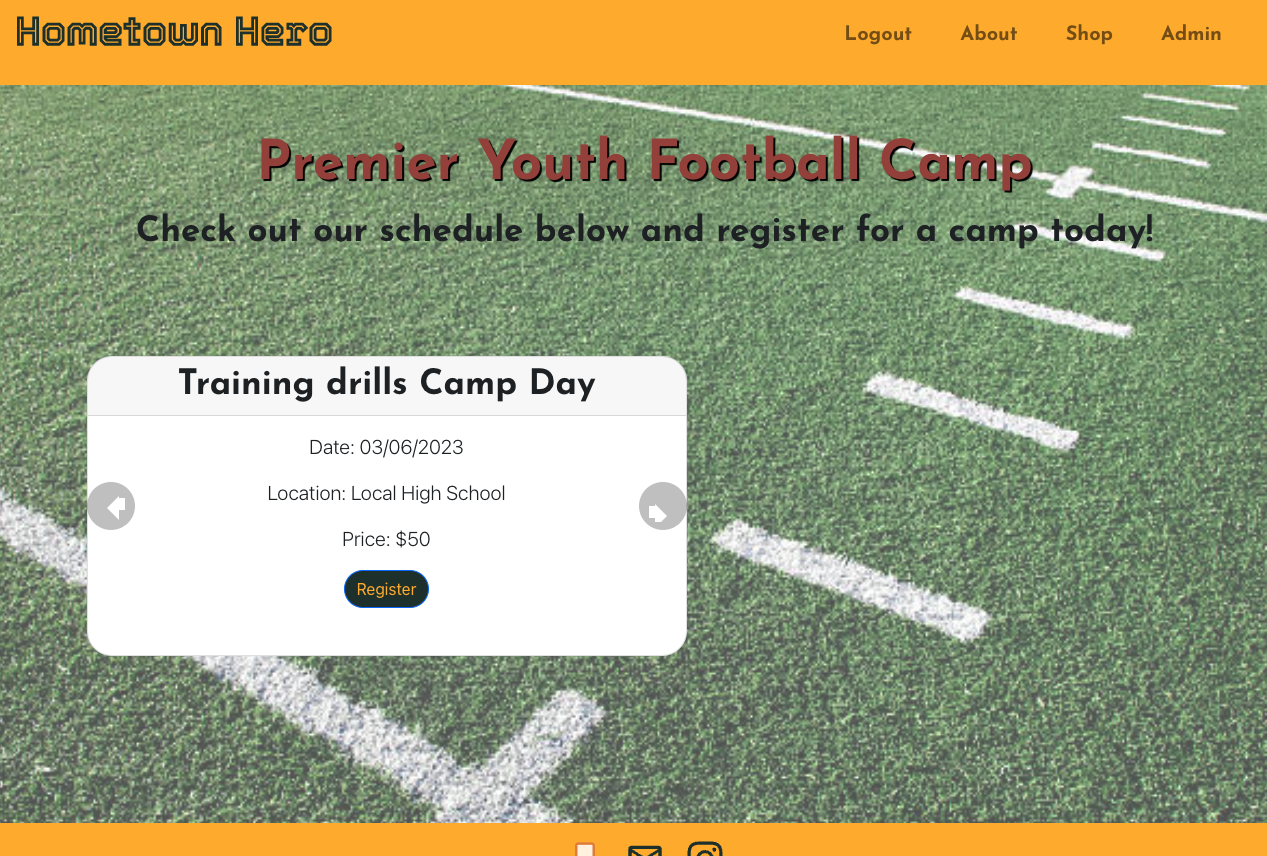 Hometown Hero
Logout About Shop Admin
Premier Youth Football Camp
Check out our schedule below and register for a camp today!
Training drills Camp Day
Date: 03/06/2023
Location: Local High School
Price: $50
Register